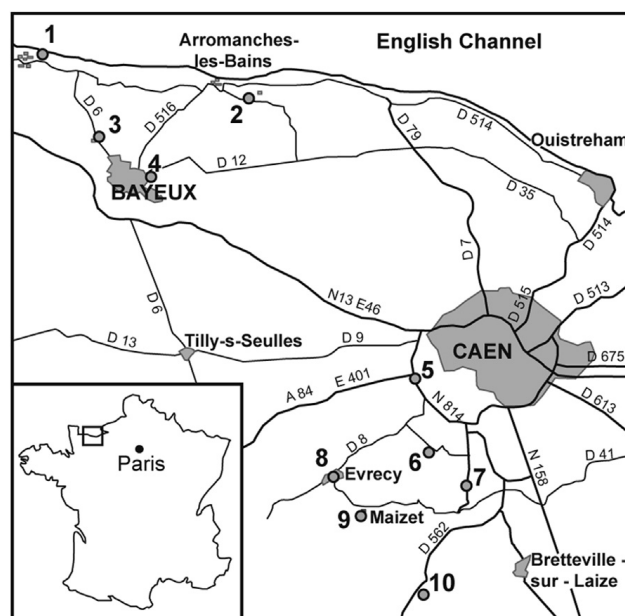 1
Arromanches-
les-Bains
English Channel
D 6
D 516
2
D 79
D 514
3
Ouistreham
4
D 12
D 35
BAYEUX
D 7
D 514
D 6
N13 E46
D 515
D 513
Tilly-s-Seulles
D 13
D 9
CAEN
D 675
5
A 84
E 401
N 814
D 613
Paris
D 8
6
N 158
D 41
8
Evrecy
7
9
Maizet
D 562
Bretteville -
sur - Laize
10